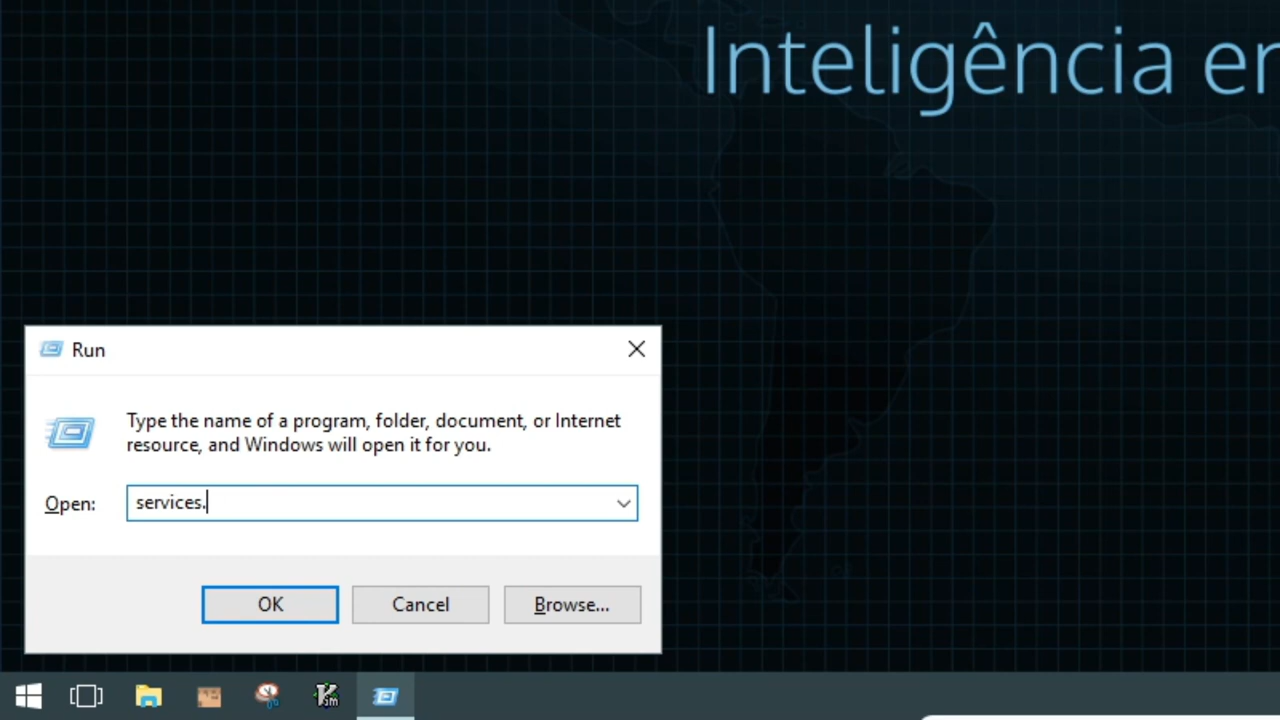 Inteligência
Run
Type the name of a program, folder, document, or Internet
resource, and Windows will open it for you.
Open:
services.
OK
Cancel
Browse...